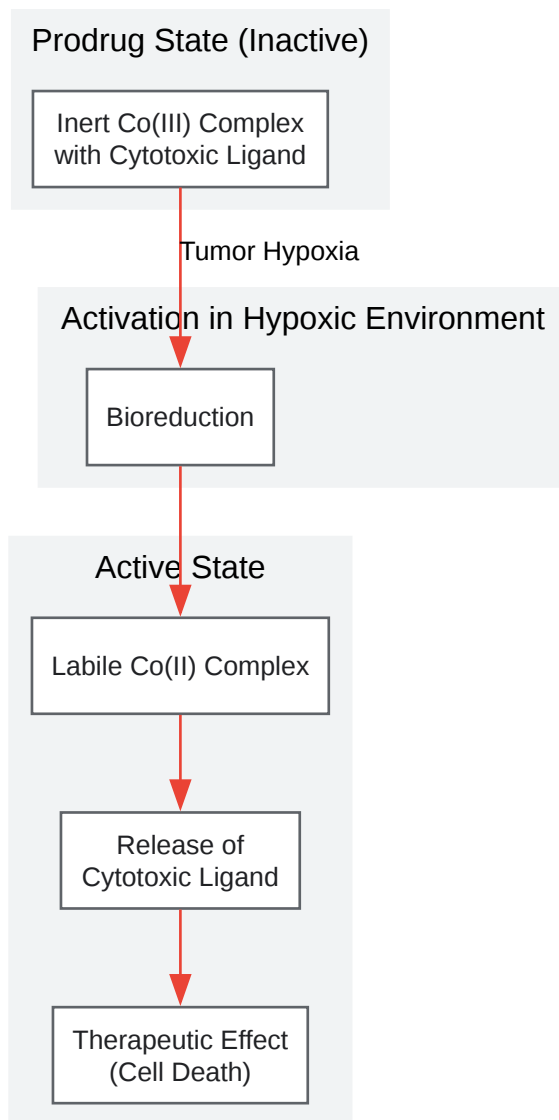 Prodrug State (Inactive)
Inert Co(III) Complex
with Cytotoxic Ligand
Tumor Hypoxia
Activation in Hypoxic Environment
Bioreduction
Active State
Labile Co(II) Complex
Release of
Cytotoxic Ligand
Therapeutic Effect
(Cell Death)